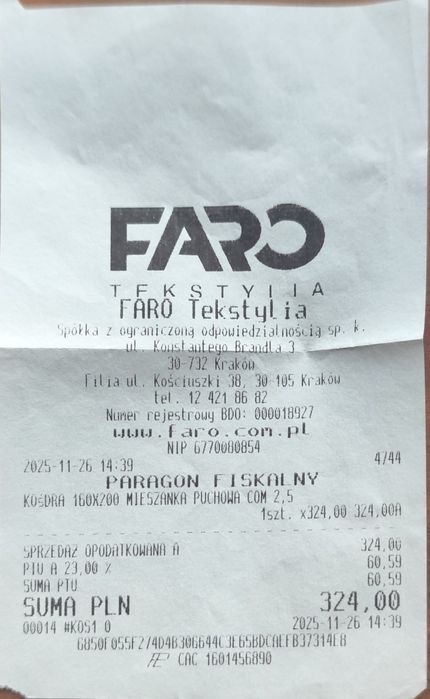 FARO
TEKSTYLIA
FARO Tekstylia
Spółka z ograniczoną odpowiedzialnością sp. k.
ul. Konstantego Brandla 3
30-732 Kraków
Filia ul. Kościuszki 38, 30-105 Kraków
tel. 12 421 86 82
Numer rejestrowy BDO: 000018927
www.faro.com.pl
NIP 6770080854
2025-11-26 14:39 4/44
PARAGON FISKALNY
KOŁDRA 160X200 MIESZANKA PUCHOWA COM 2,5
1szt. x324,00 324,00A
SPRZEDAŻ OPODATKOWANA A 324,00
PTU A 23,00 % 60,59
SUMA PTU 60,59
SUMA PLN 324,00
00014 #KOS1 0 2025-11-26 14:39
CAC 1601456890